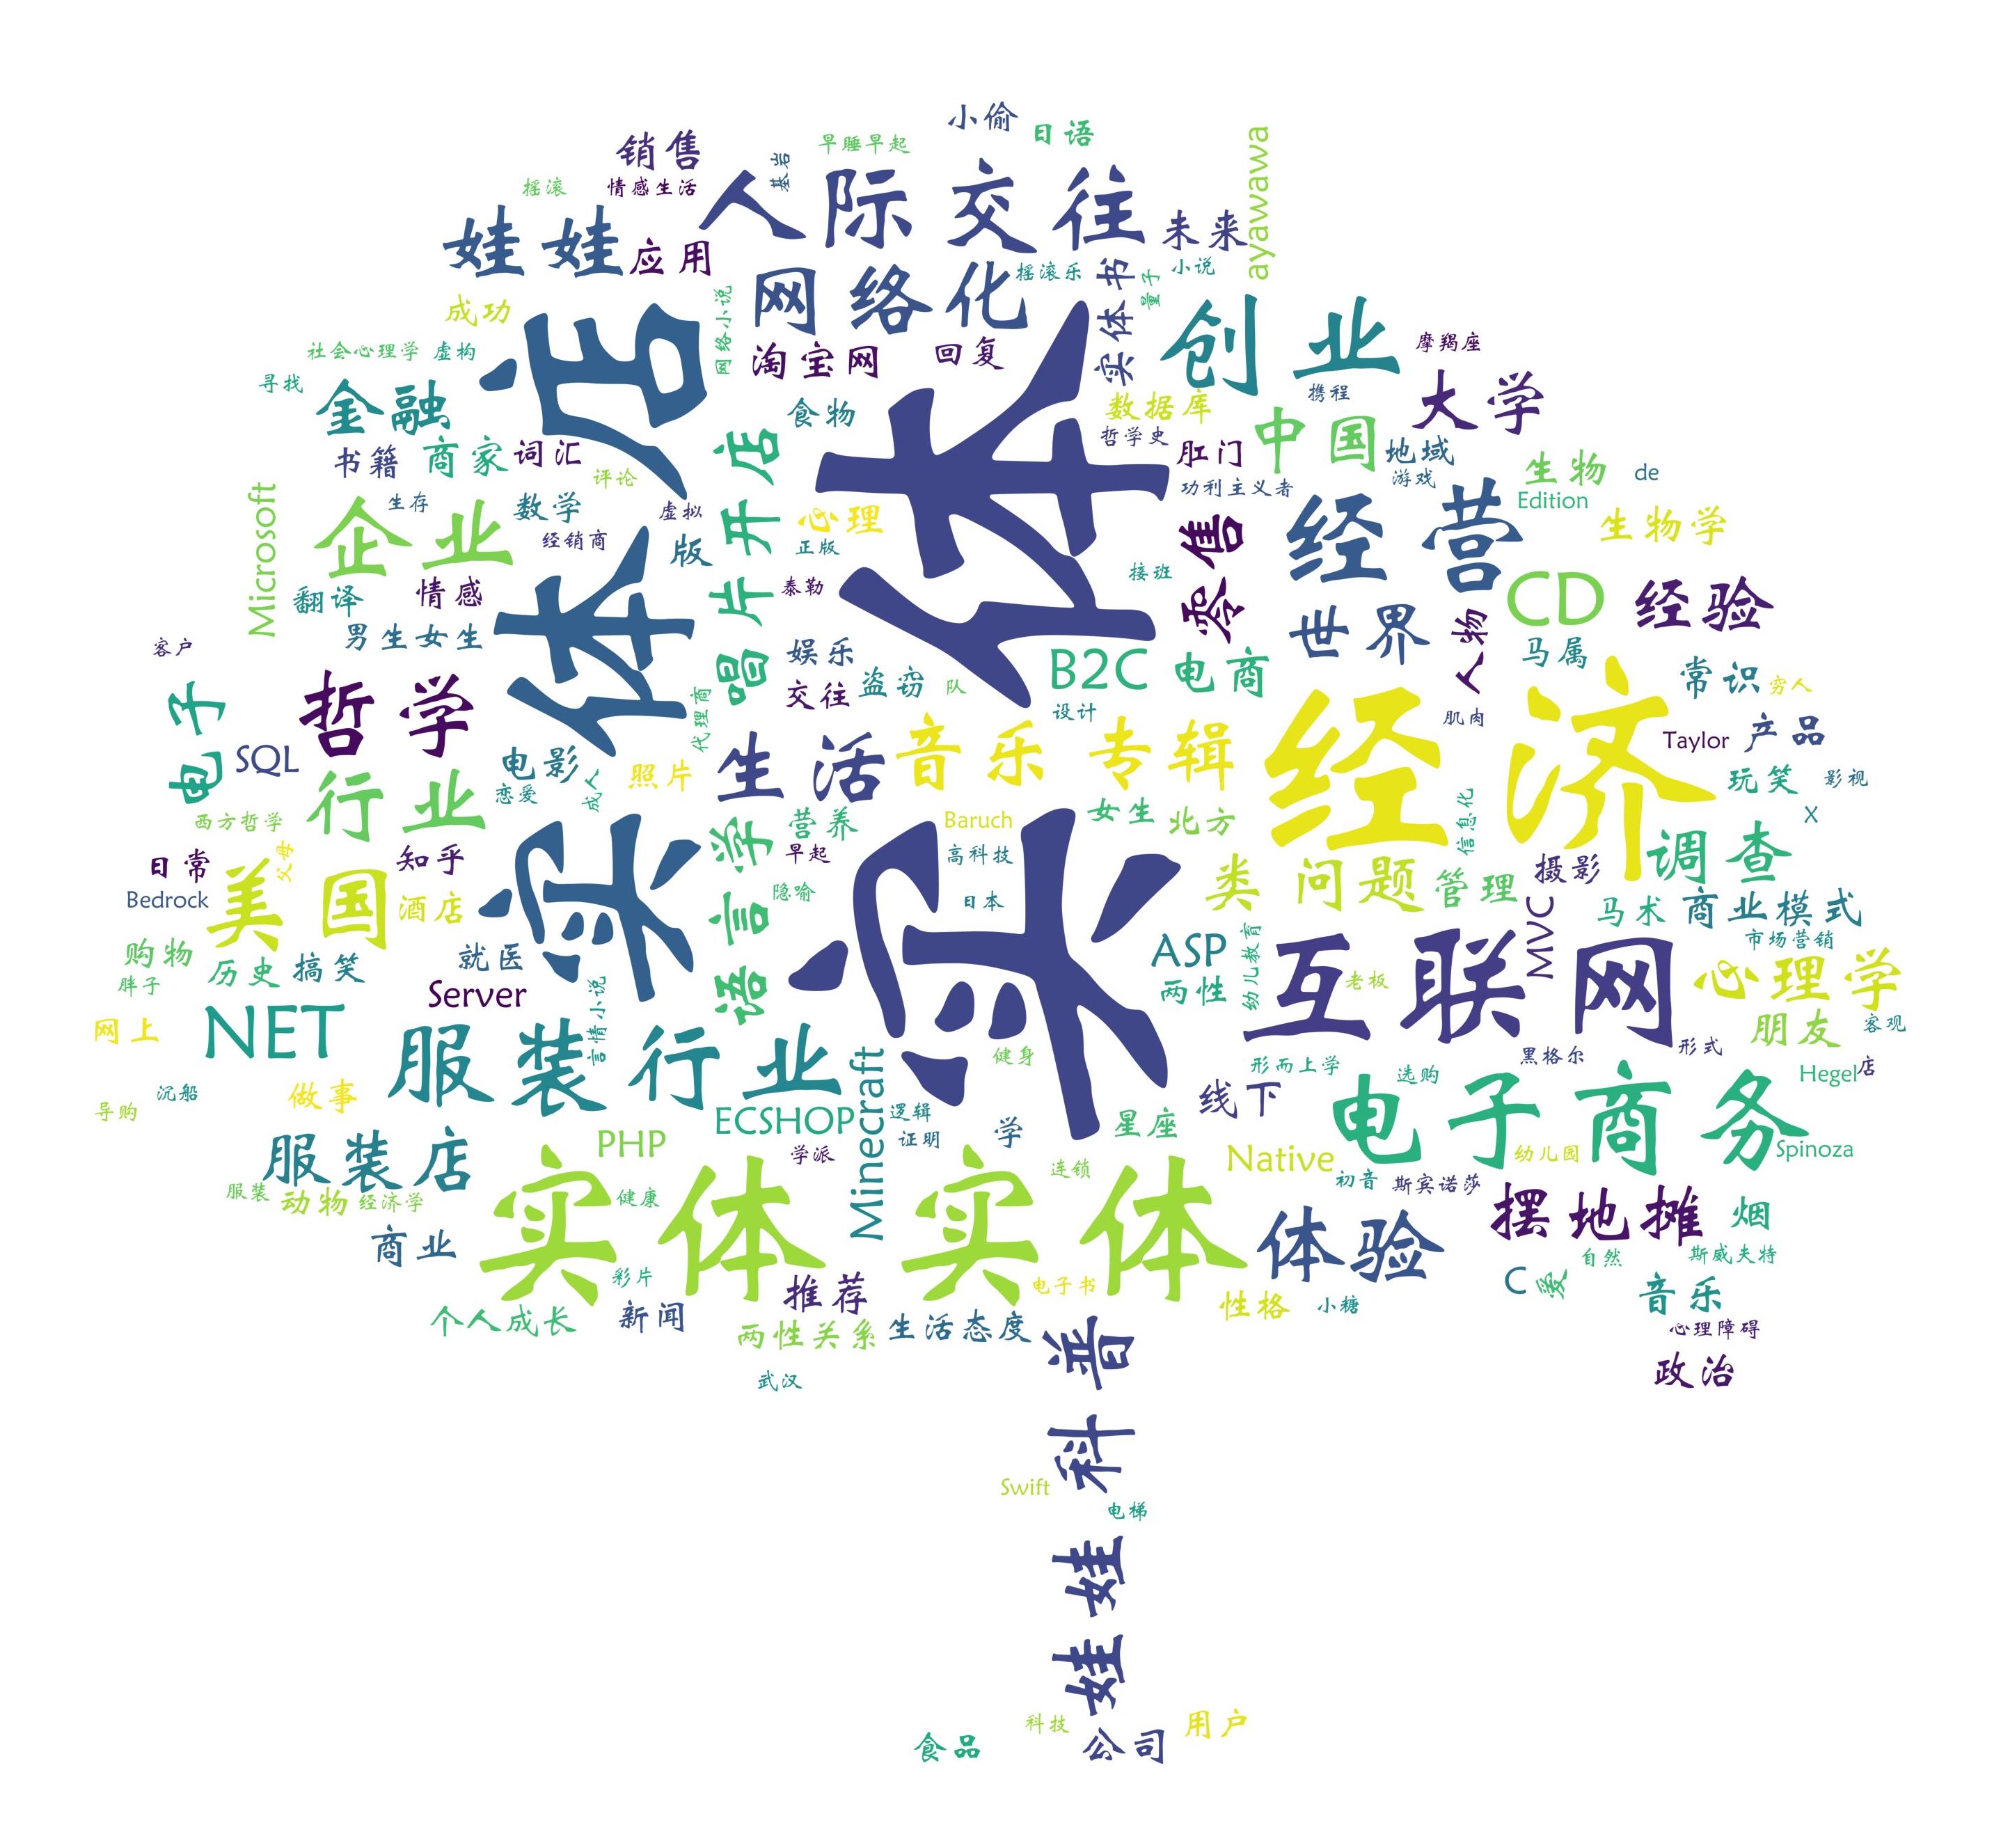 小偷
日语
早睡早起
销售
基岩
摇滚
情感生活
人际交往
ayawawa
娃娃
应用
未来
网络化
摇滚乐
实体书
量子
小说
成功
网络小说
实体店
创业
社会心理学
虚构
淘宝网
回复
摩羯座
寻找
金融
食物
数据库
携程
大学
书籍
商家
词汇
开店
哲学史
肛门
中国
地域
评论
功利主义者
游戏
生物
de
Microsoft
生存
数学
虚拟
心理
Edition
企业
经销商
版
正版
零售
经营
生物学
翻译
情感
唱片
泰勒
接班
CD
经验
男生女生
世界
人物
马属
客户
娱乐
B2C
电商
电子
哲学
代理商
交往
盗窃
队
常识
穷人
设计
肌肉
SQL
电影
照片
生活
音乐专辑
经济
Taylor
产品
行业
恋爱
成人
玩笑
影视
西方哲学
语言学
营养
Baruch
女生
北方
信息化
X
日常
父母
知乎
早起
高科技
调查
Bedrock
美国
酒店
隐喻
日本
类
问题
管理
摄影
购物
马术
商业模式
历史
搞笑
就医
ASP
幼儿教育
MVC
市场营销
胖子
Server
言情小说
两性
互联网
老板
心理学
网上
NET
服装行业
实体
健身
朋友
客观
形而上学
黑格尔
形式
沉船
做事
Minecraft
选购
Hegel
店
导购
ECSHOP
逻辑
线下
电子商务
服装店
PHP
学派
证明
学
星座
Native
幼儿园
Spinoza
服装
动物
经济学
健康
连锁
初音
斯宾诺莎
摆地摊
烟
商业
实体
实体
体验
自然
斯威夫特
彩片
推荐
电子书
C
爱
个人成长
新闻
两性关系
生活态度
性格
小糖
音乐
心理障碍
武汉
政治
科普
Swift
电梯
娃娃
科技
用户
食品
公司